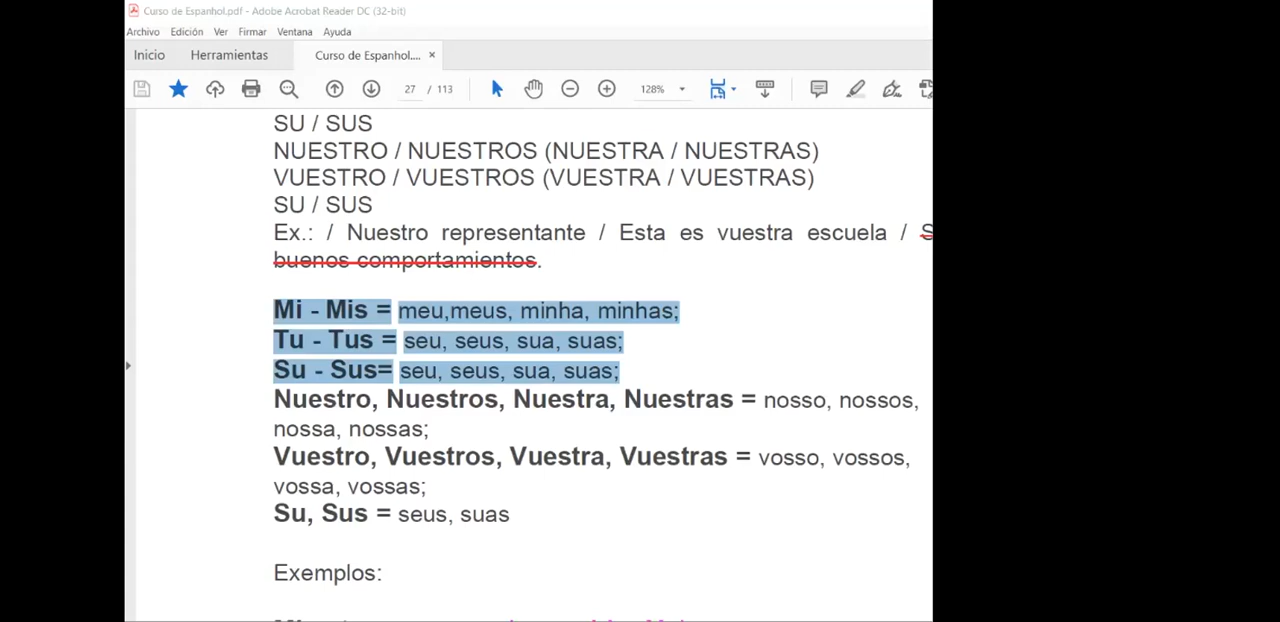 Curso de Espanhol.pdf - Adobe Acrobat Reader DC (32-bit)
Archivo Edición Ver Firmar Ventana Ayuda
Inicio Herramientas Curso de Espanhol.... ×
27 / 113 128%
SU / SUS
NUESTRO / NUESTROS (NUESTRA / NUESTRAS)
VUESTRO / VUESTROS (VUESTRA / VUESTRAS)
SU / SUS
Ex.: / Nuestro representante / Esta es vuestra escuela /
buenos comportamientos.
Mi - Mis = meu,meus, minha, minhas;
Tu - Tus = seu, seus, sua, suas;
Su - Sus= seu, seus, sua, suas;
Nuestro, Nuestros, Nuestra, Nuestras = nosso, nossos,
nossa, nossas;
Vuestro, Vuestros, Vuestra, Vuestras = vosso, vossos,
vossa, vossas;
Su, Sus = seus, suas
Exemplos: